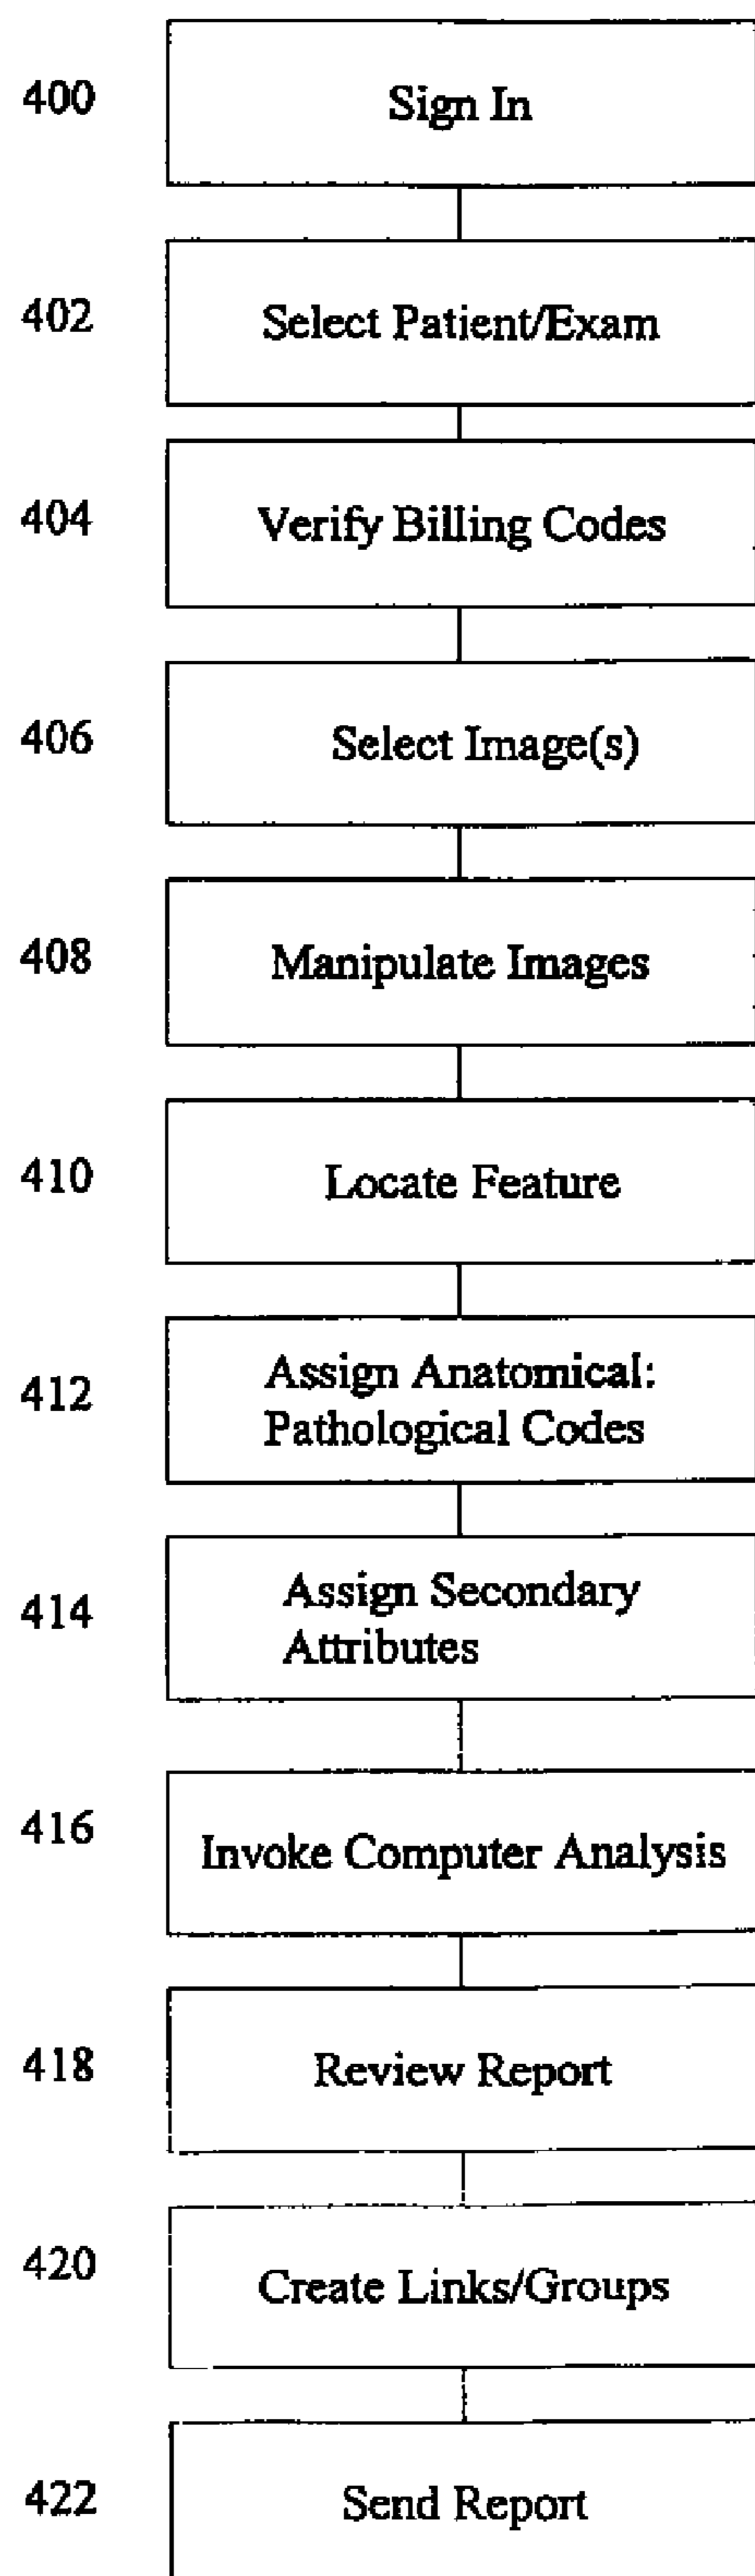 400
Sign In
402
Select Patient/Exam
404
Verify Billing Codes
406
Select Image(s)
408
Manipulate Images
410
Locate Feature
412
Assign Anatomical:
Pathological Codes
414
Assign Secondary
Attributes
416
Invoke Computer Analysis
418
Review Report
420
Create Links/Groups
422
Send Report